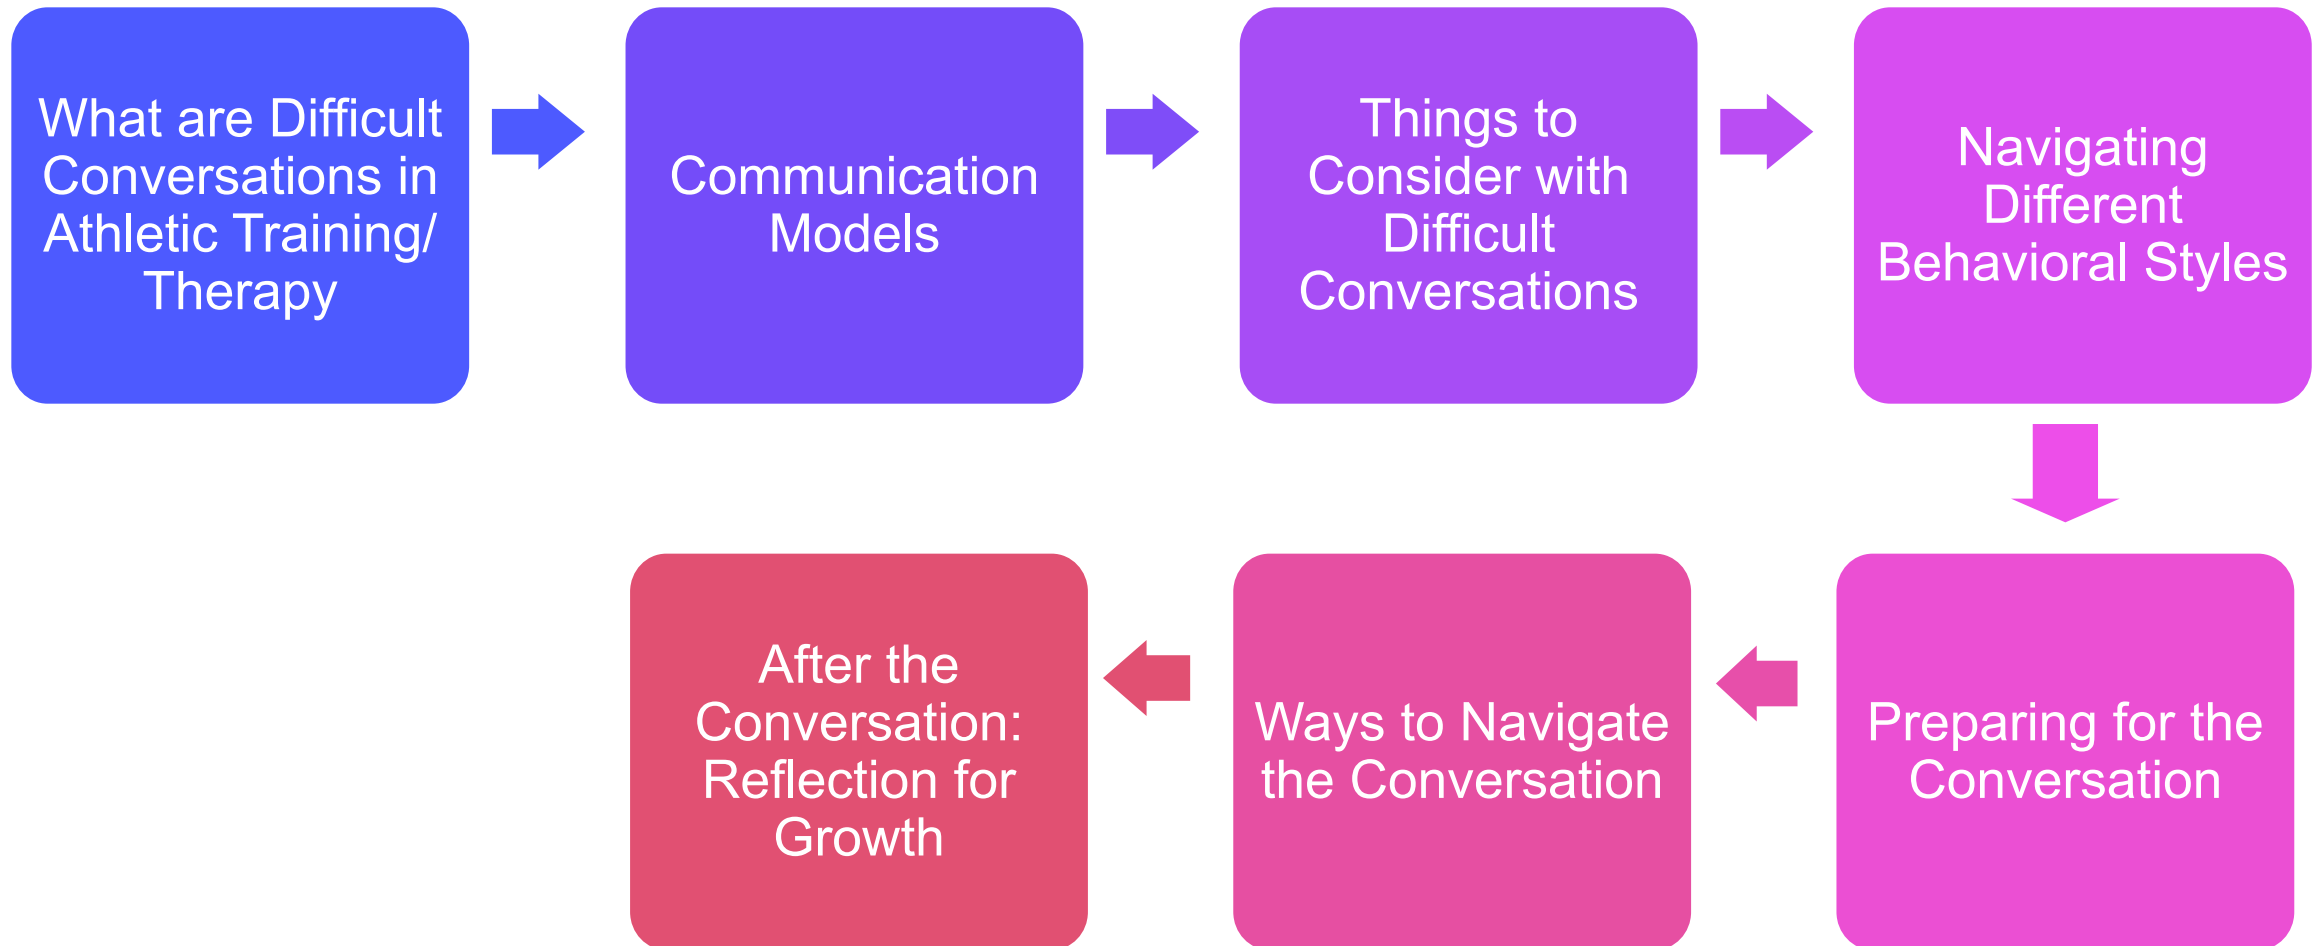 What are Difficult
Conversations in
Athletic Training/
Therapy
Communication
Models
Things to
Consider with
Difficult
Conversations
Navigating
Different
Behavioral Styles
Preparing for the
Conversation
Ways to Navigate
the Conversation
After the
Conversation:
Reflection for
Growth